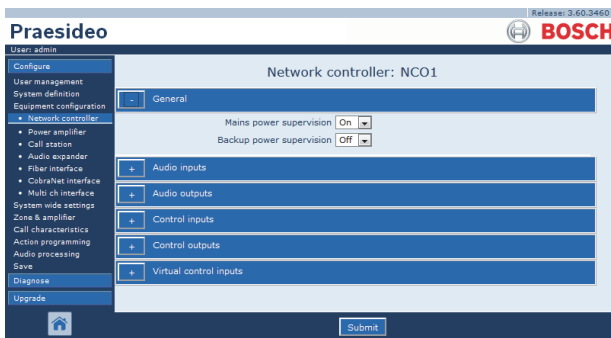 Release: 3.60.3460
Praesideo
BOSCH
User: admin
Configure
User management
System definition
Equipment configuration
• Network controller
• Power amplifier
• Call station
• Audio expander
• Fiber interface
• CobraNet interface
• Multi ch interface
System wide settings
Zone & amplifier
Call characteristics
Action programming
Audio processing
Save
Diagnose
Upgrade
Network controller: NCO1
- General
Mains power supervision On
Backup power supervision Off
+ Audio inputs
+ Audio outputs
+ Control inputs
+ Control outputs
+ Virtual control inputs
Submit